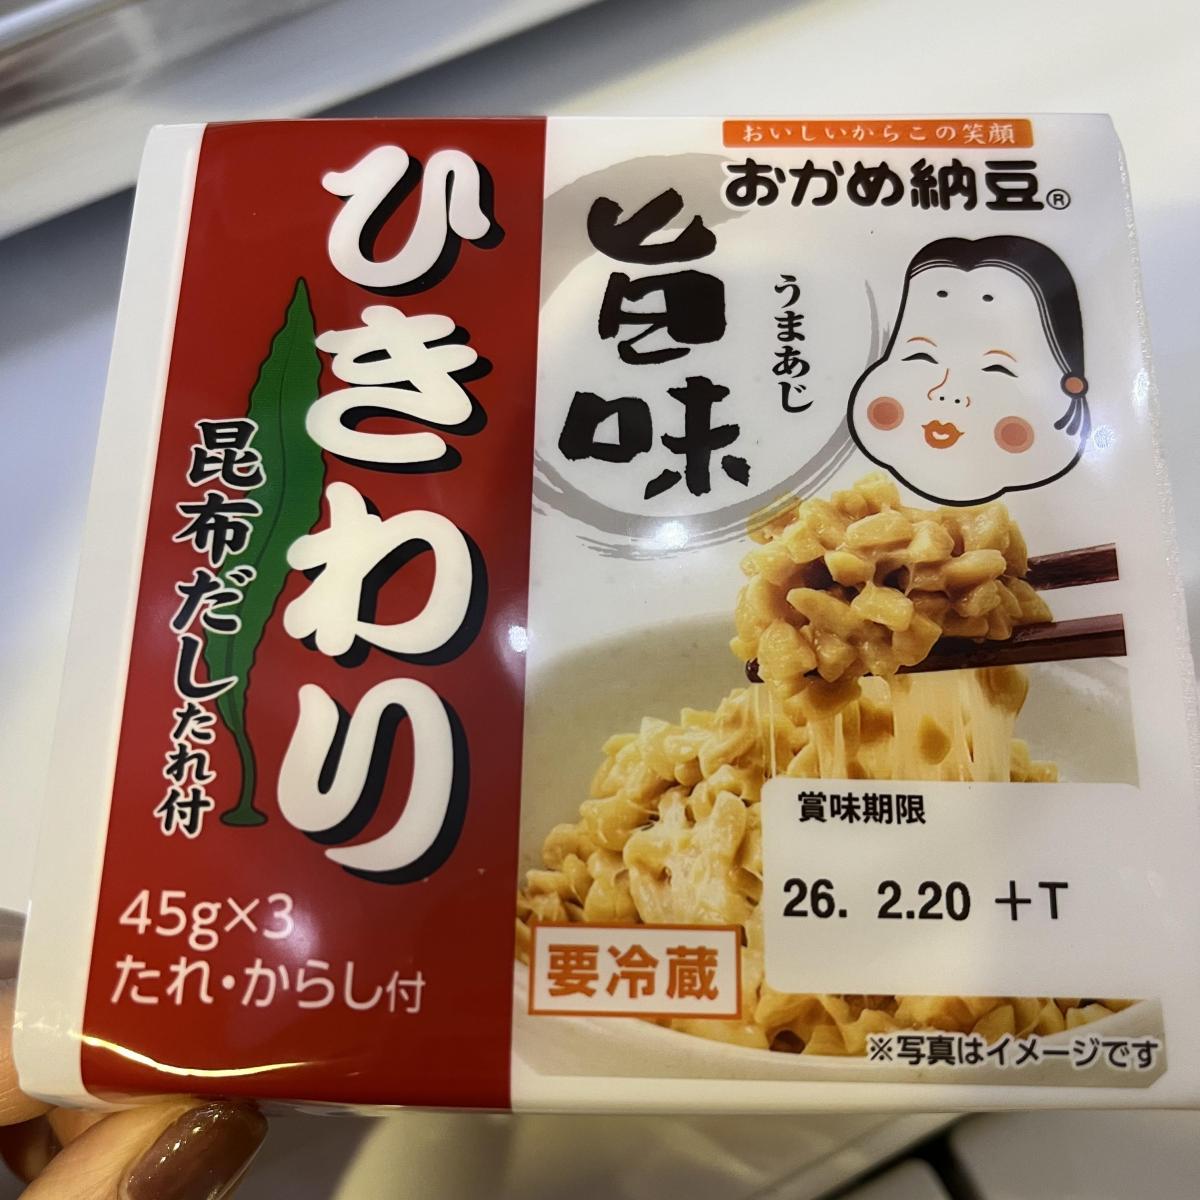 おいしいからこの笑顔
おかめ納豆®
旨味
うまあじ
ひきわり
昆布だしたれ付
45g×3
たれ・からし付
賞味期限
26. 2.20 +T
要冷蔵
※写真はイメージです